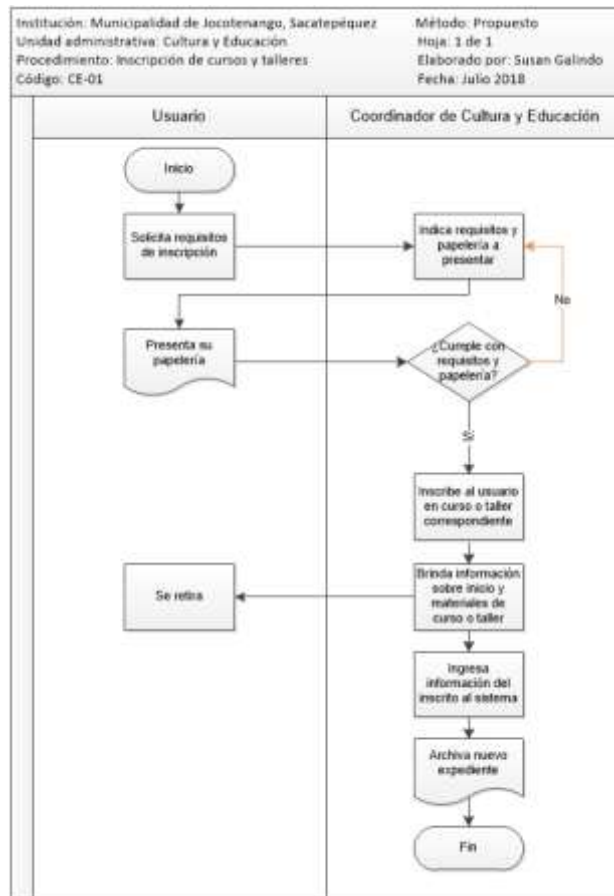 Institución: Municipalidad de Jocotenango, Sacatepéquez
Método: Propuesto
Unidad administrativa: Cultura y Educación
Hoja: 1 de 1
Procedimiento: Inscripción de cursos y talleres
Elaborado por: Susan Galindo
Código: CE-01
Fecha: Julio 2018
Usuario
Coordinador de Cultura y Educación
Inicio
Solicita requisitos
de inscripción
Indica requisitos y
papelería a
presentar
No
Presenta su
papelería
¿Cumple con
requisitos y
papelería?
Sí
Inscribe al usuario
en curso o taller
correspondiente
Se retira
Brinda información
sobre inicio y
materiales de
curso o taller
Ingresa
información del
inscrito al sistema
Archiva nuevo
expediente
Fin